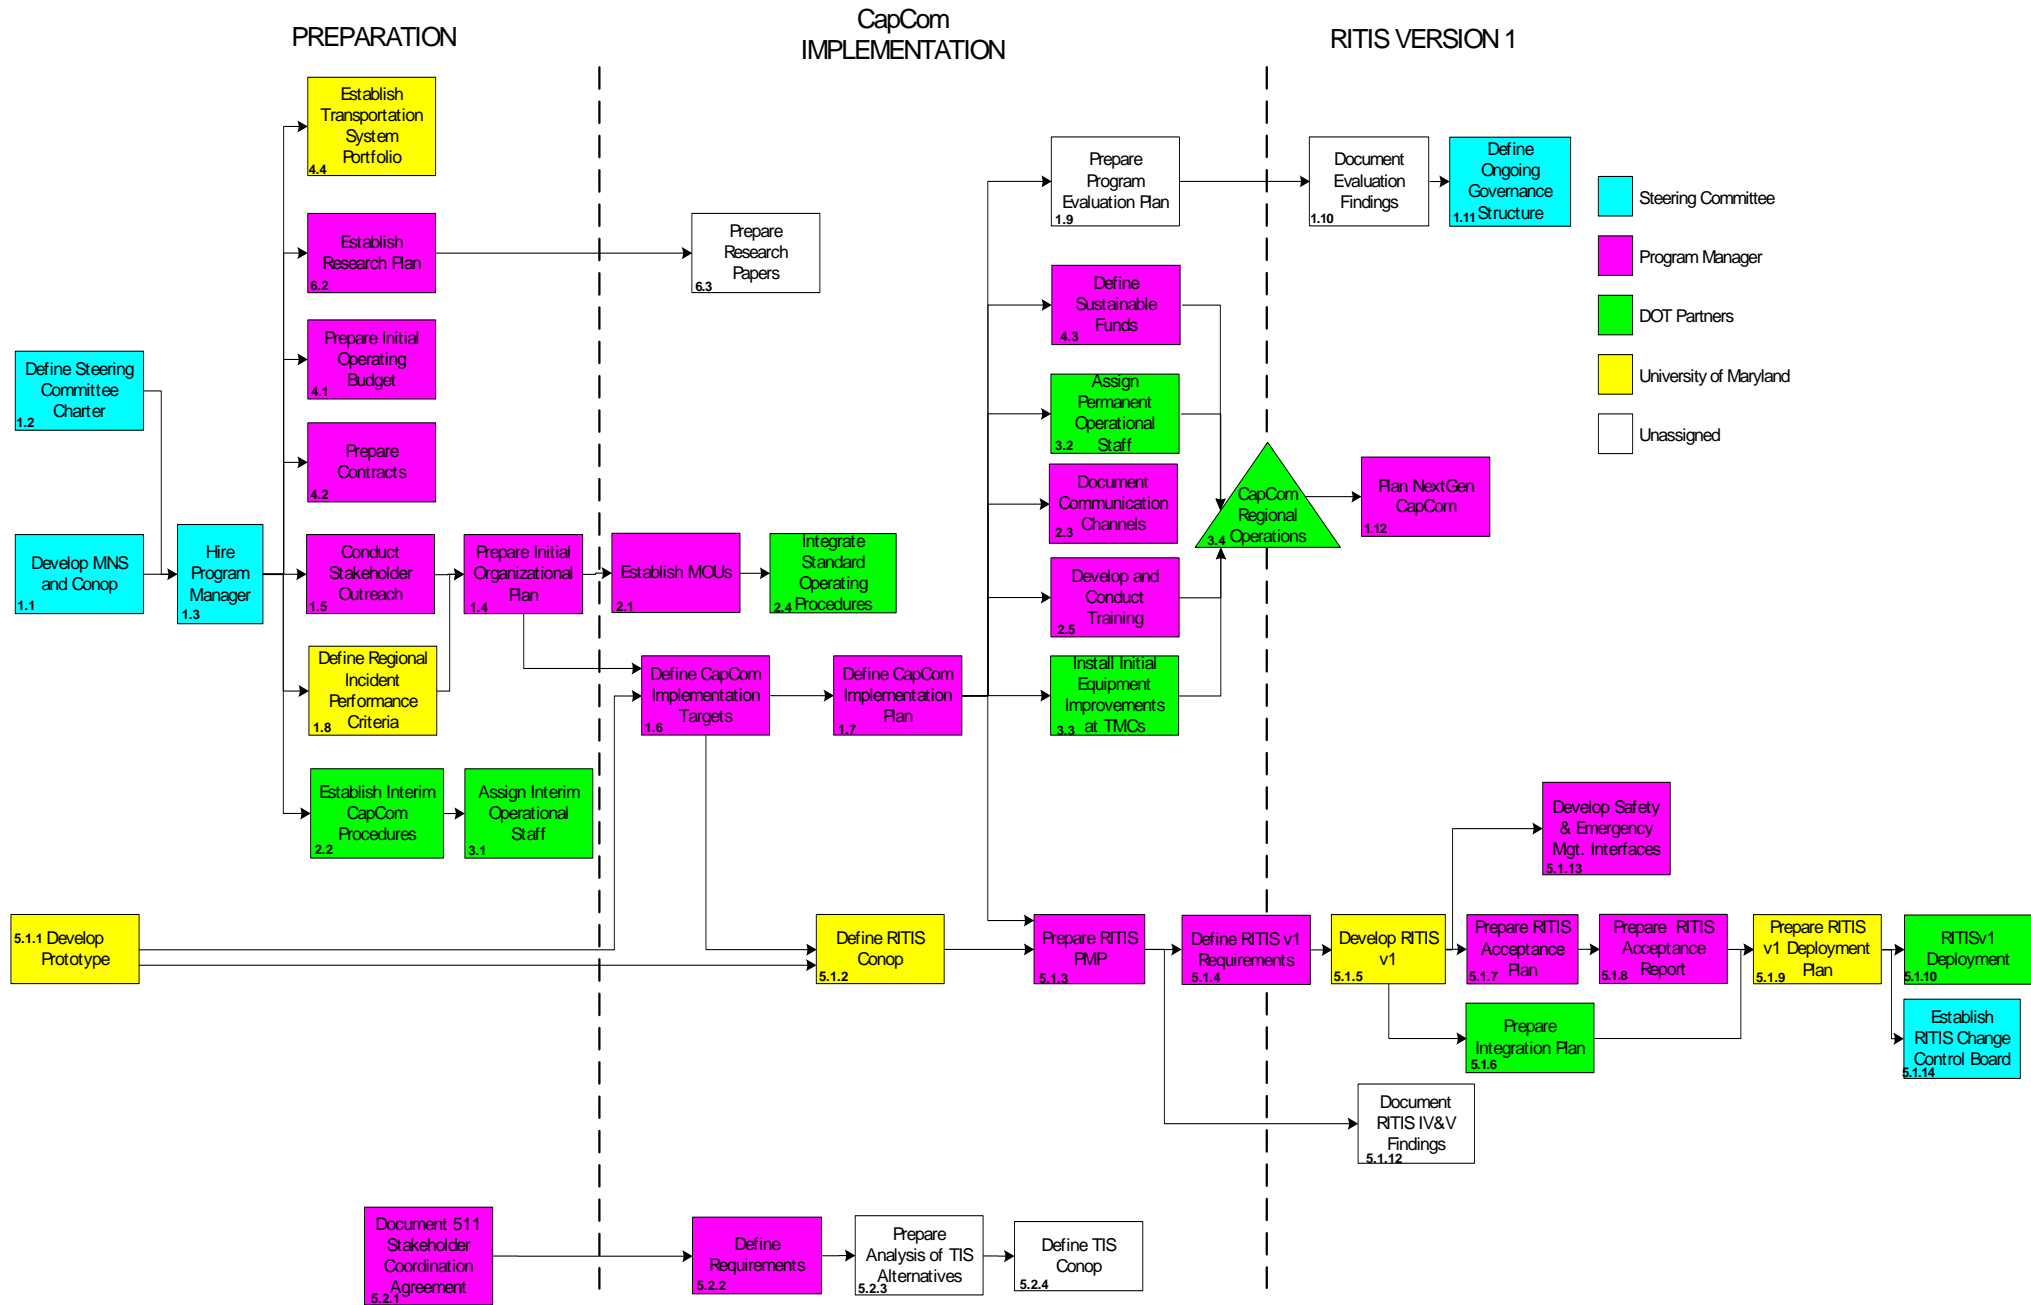 PREPARATION
CapCom
IMPLEMENTATION
RITIS VERSION 1
Establish
Transportation
System
Portfolio
4.4
Establish
Research Plan
6.2
Prepare Initial
Operating
Budget
4.1
Prepare
Contracts
4.2
Define Steering
Committee
Charter
1.2
Develop MNS
and Conop
1.1
Hire
Program
Manager
1.3
Conduct
Stakeholder
Outreach
1.5
Prepare Initial
Organizational
Plan
1.4
Define Regional
Incident
Performance
Criteria
1.8
Establish Interim
CapCom
Procedures
2.2
Assign Interim
Operational
Staff
3.1
5.1.1 Develop
Prototype
Document 511
Stakeholder
Coordination
Agreement
5.2.1
Prepare
Research
Papers
6.3
Establish MOUs
2.1
Integrate
Standard
Operating
2.4 Procedures
Define CapCom
Implementation
Targets
1.6
Define CapCom
Implementation
Plan
1.7
Prepare
Program
Evaluation Plan
1.9
Define
Sustainable
Funds
4.3
Assign
Permanent
Operational
Staff
3.2
Document
Communication
Channels
2.3
Develop and
Conduct
Training
2.5
Install Initial
Equipment
Improvements
3.3 at TMCs
Define RITIS
Conop
5.1.2
Prepare RITIS
PMP
5.1.3
Define RITIS v1
Requirements
5.1.4
Define
Requirements
5.2.2
Prepare
Analysis of TIS
Alternatives
5.2.3
Define TIS
Conop
5.2.4
Document
Evaluation
Findings
1.10
Define
Ongoing
Governance
1.11 Structure
CapCom
Regional
3.4 Operations
Plan NextGen
CapCom
1.12
Develop Safety
& Emergency
Mgt. Interfaces
5.1.13
Develop RITIS
v1
5.1.5
Prepare RITIS
Acceptance
Plan
5.1.7
Prepare RITIS
Acceptance
Report
5.1.8
Prepare RITIS
v1 Deployment
Plan
5.1.9
RITISv1
Deployment
5.1.10
Prepare
Integration Plan
5.1.6
Establish
RITIS Change
Control Board
5.1.14
Document
RITIS IV&V
Findings
5.1.12
Steering Committee
Program Manager
DOT Partners
University of Maryland
Unassigned